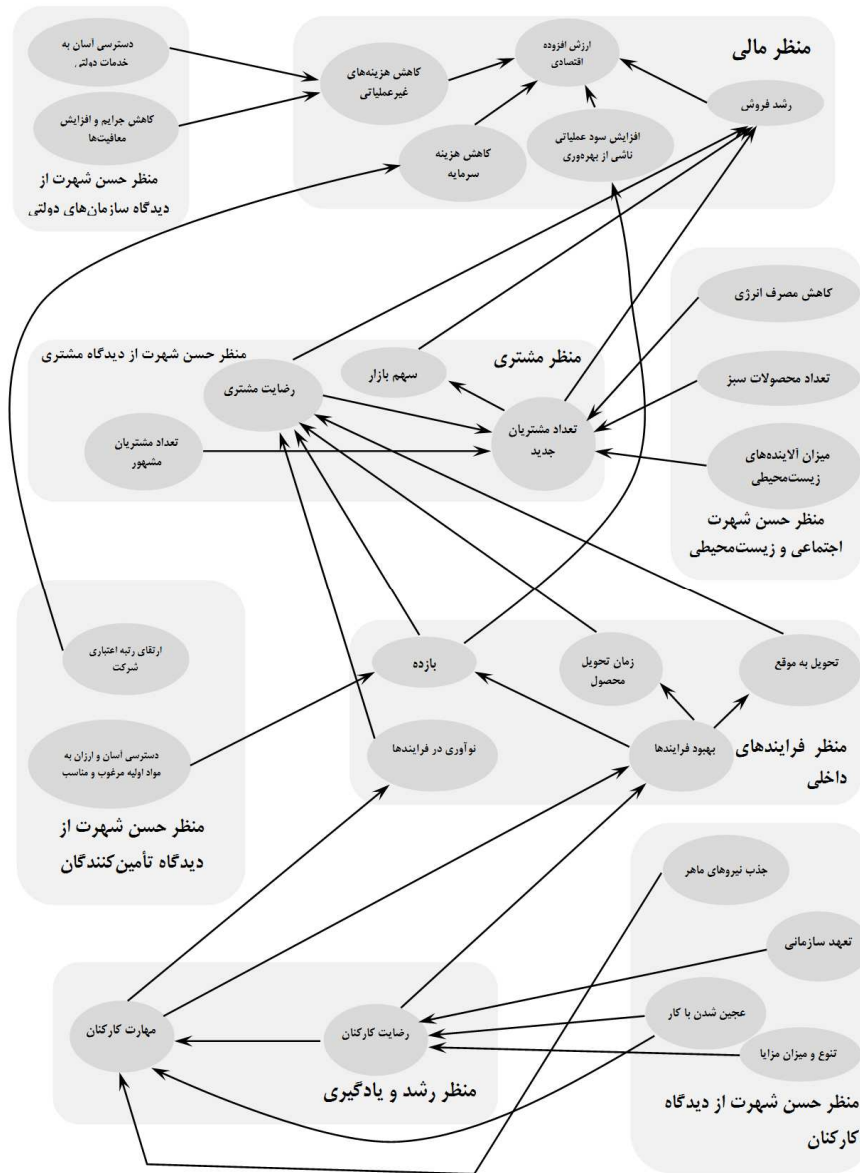 منظر مالی
ارزش افزوده
اقتصادی
کاهش هزینه‌های
غیرعملیاتی
رشد فروش
افزایش سود عملیاتی
ناشی از بهره‌وری
کاهش هزینه
سرمایه
دسترسی آسان به
خدمات دولتی
کاهش جرایم و افزایش
معافیت‌ها
منظر حسن شهرت از
دیدگاه سازمان‌های دولتی
کاهش مصرف انرژی
تعداد محصولات سبز
میزان آلاینده‌های
زیست‌محیطی
منظر حسن شهرت
اجتماعی و زیست‌محیطی
منظر مشتری
منظر حسن شهرت از دیدگاه مشتری
سهم بازار
رضایت مشتری
تعداد مشتریان
جدید
تعداد مشتریان
مشهور
تحویل به موقع
زمان تحویل
محصول
بازده
بهبود فرایندها
نوآوری در فرایندها
منظر فرایندهای
داخلی
ارتقای رتبه اعتباری
شرکت
دسترسی آسان و ارزان به
مواد اولیه مرغوب و مناسب
منظر حسن شهرت از
دیدگاه تأمین‌کنندگان
جذب نیروهای ماهر
تعهد سازمانی
عجین شدن با کار
تنوع و میزان مزایا
منظر حسن شهرت از دیدگاه
کارکنان
رضایت کارکنان
مهارت کارکنان
منظر رشد و یادگیری